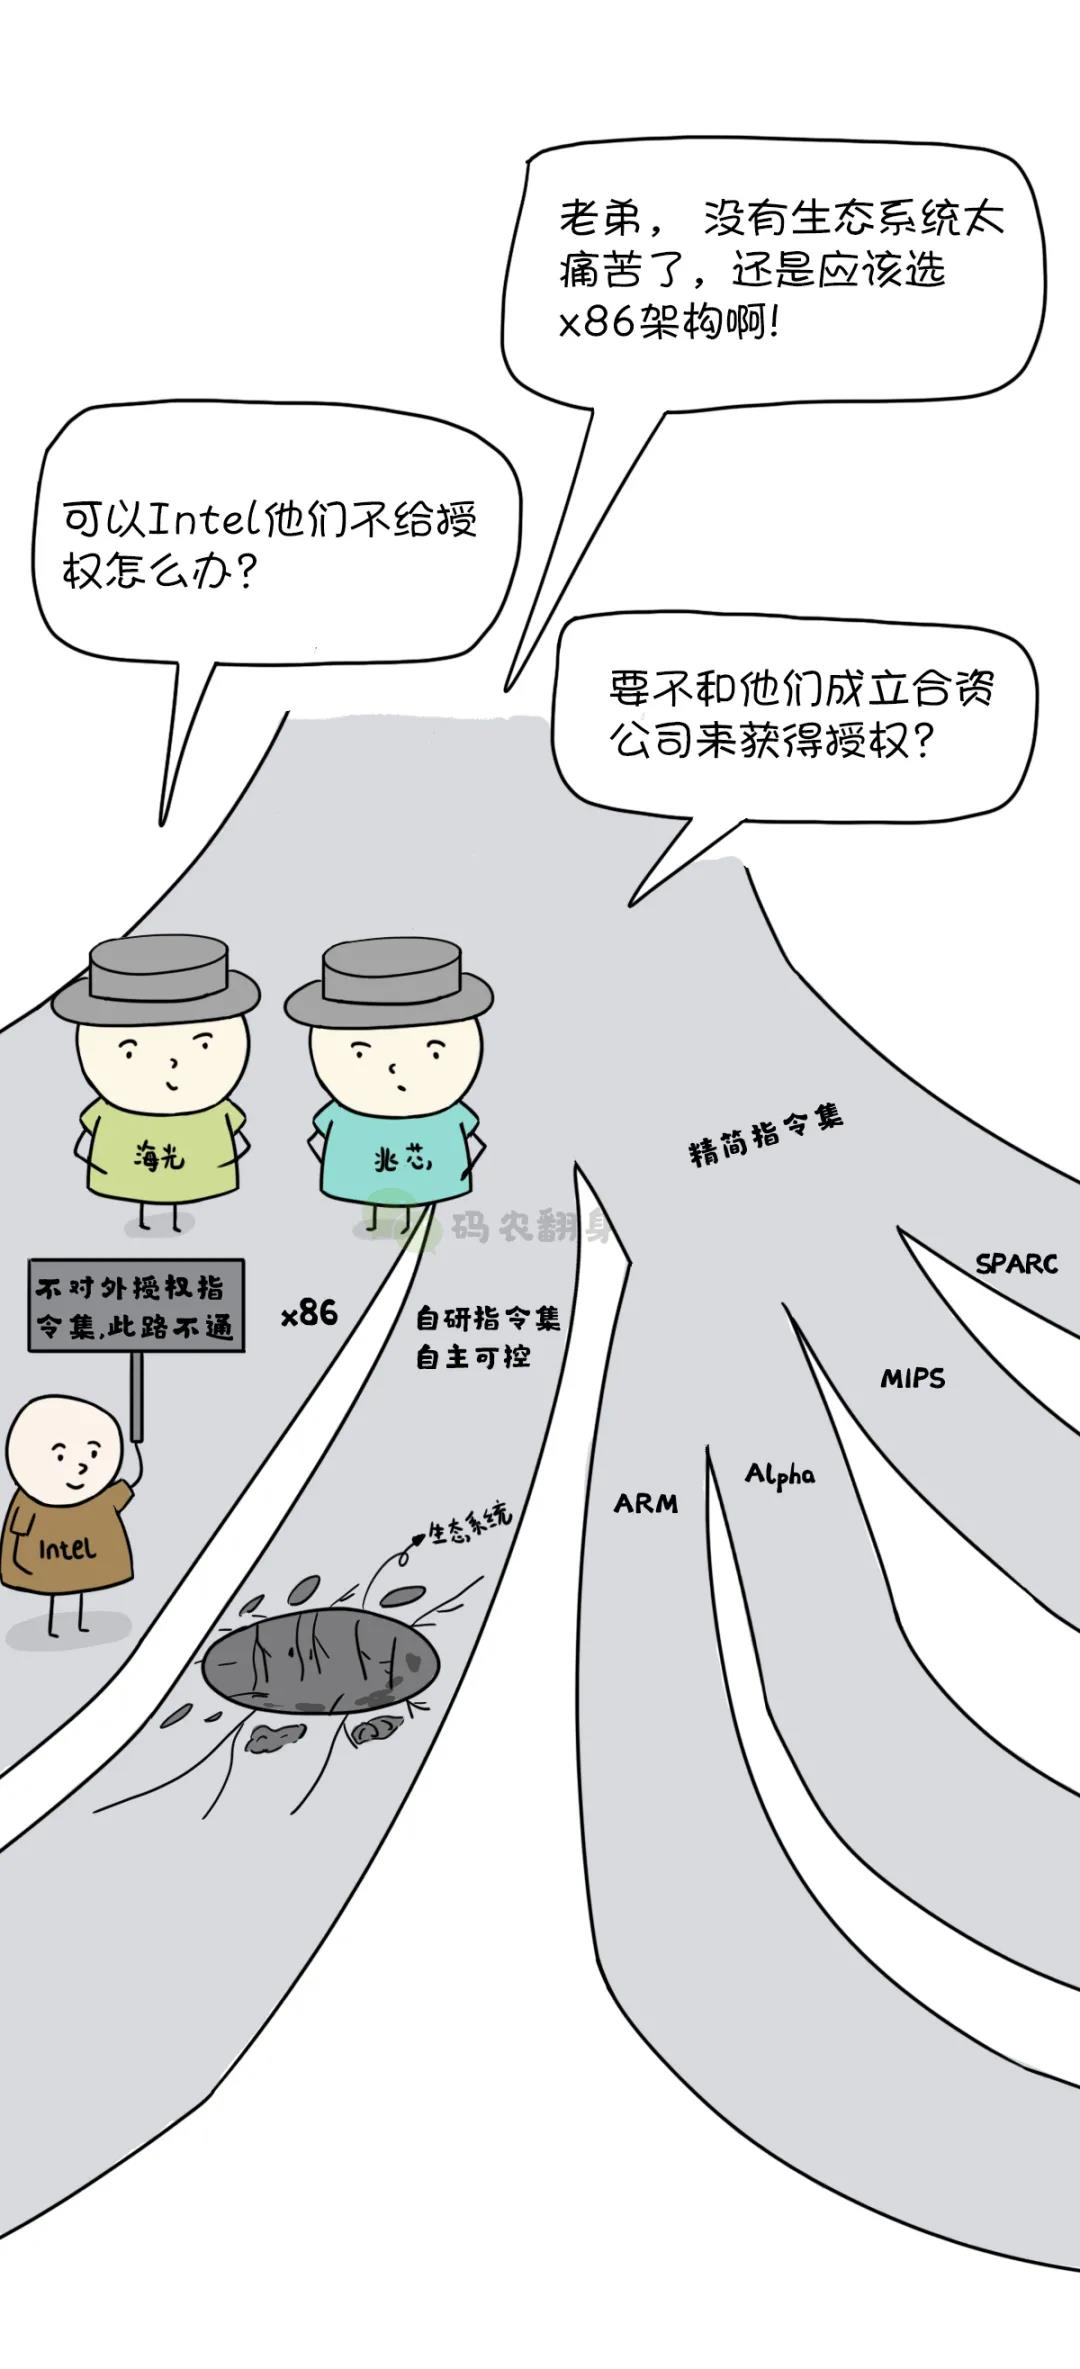 老弟， 没有生态系统太
痛苦了，还是应该选
x86架构啊!
可以Intel他们不给授
权怎么办?
要不和他们成立合资
公司来获得授权?
海光
兆芯
精简指令集
码农翻身
SPARC
不对外授权指
令集,此路不通
x86
自研指令集
自主可控
MIPS
Alpha
ARM
生态系统
Intel